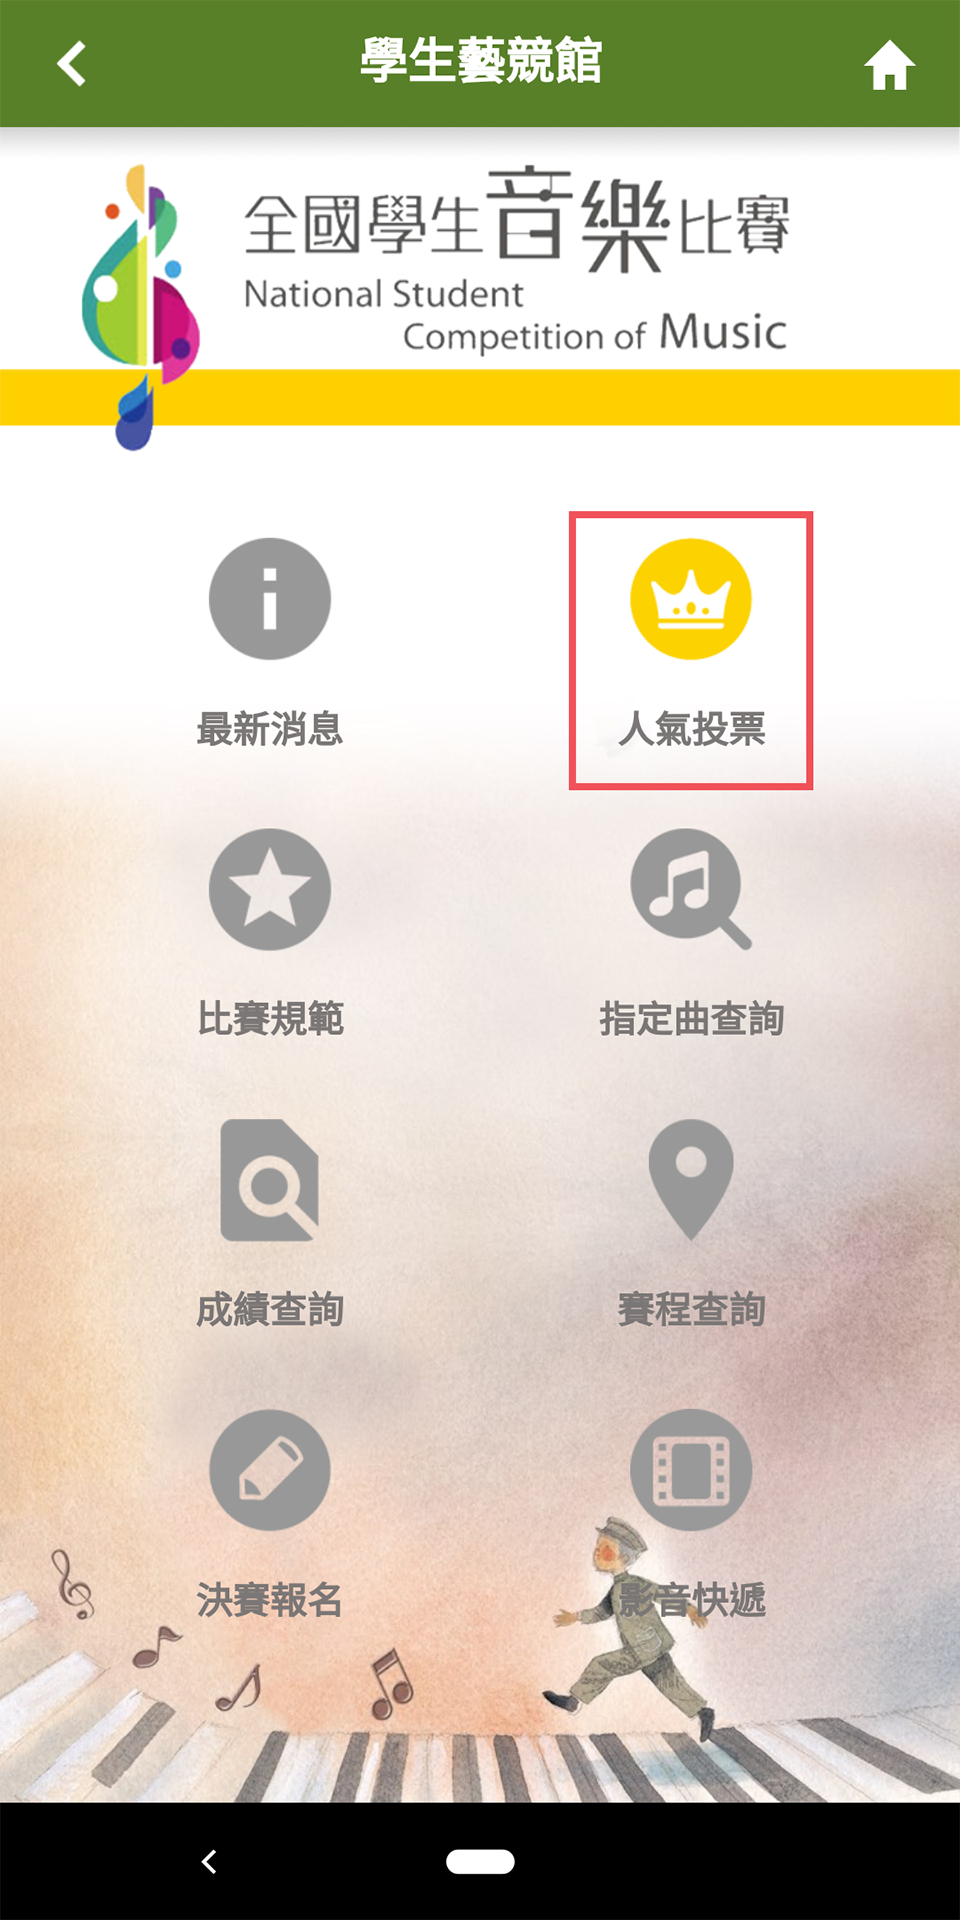 學生藝競館
全國學生音樂比賽
National Student
Competition of Music
最新消息
人氣投票
比賽規範
指定曲查詢
成績查詢
賽程查詢
決賽報名
影音快遞